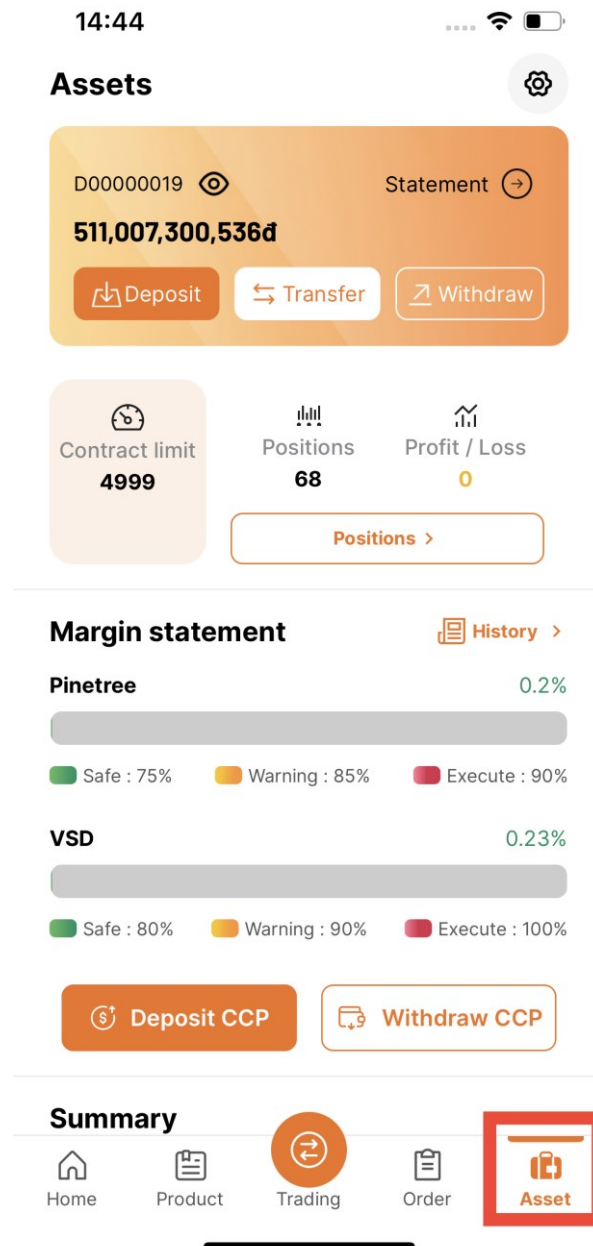 14:44
Assets
D00000019 Statement
511,007,300,536đ
Deposit Transfer Withdraw
Contract limit Positions Profit / Loss
4999 68 0
Positions >
Margin statement History >
Pinetree 0.2%
Safe : 75% Warning : 85% Execute : 90%
VSD 0.23%
Safe : 80% Warning : 90% Execute : 100%
Deposit CCP Withdraw CCP
Summary
Home Product Trading Order Asset